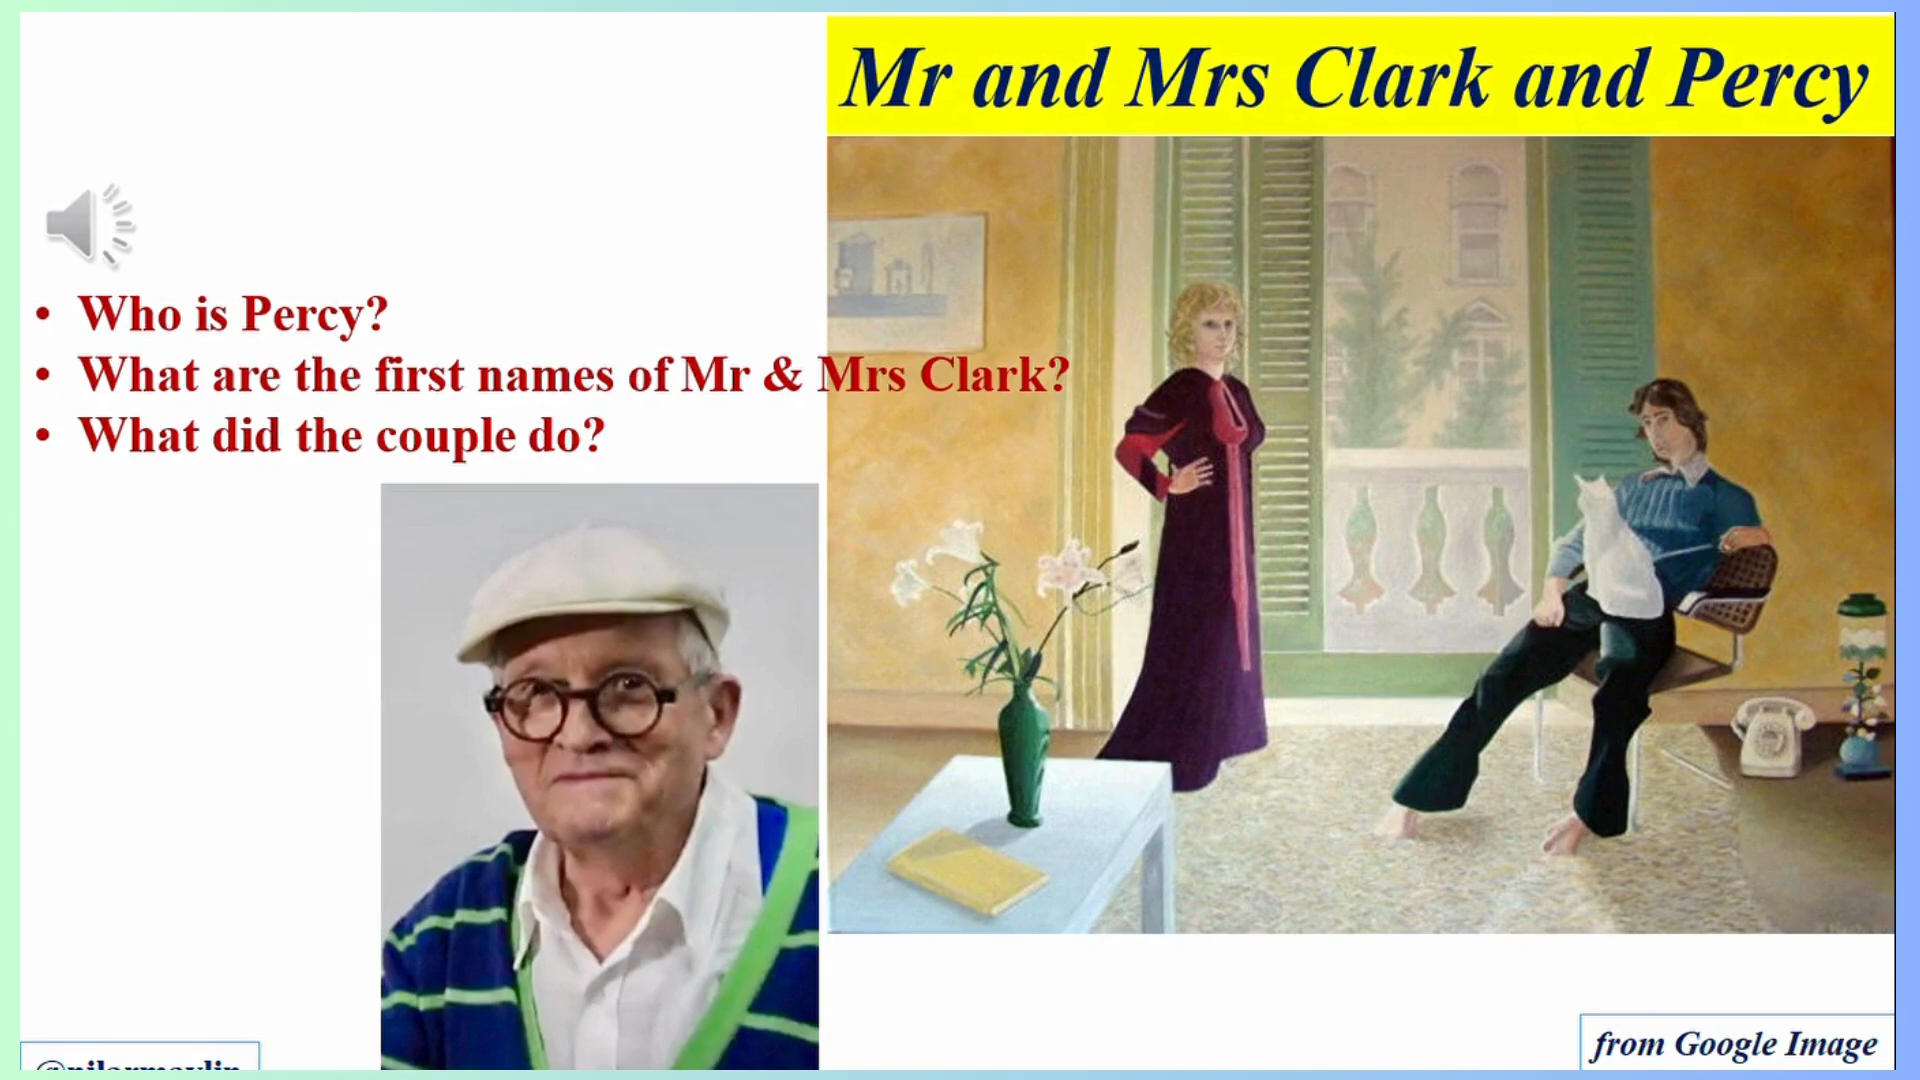 Mr and Mrs Clark and Percy
• Who is Percy?
• What are the first names of Mr & Mrs Clark?
• What did the couple do?
from Google Image